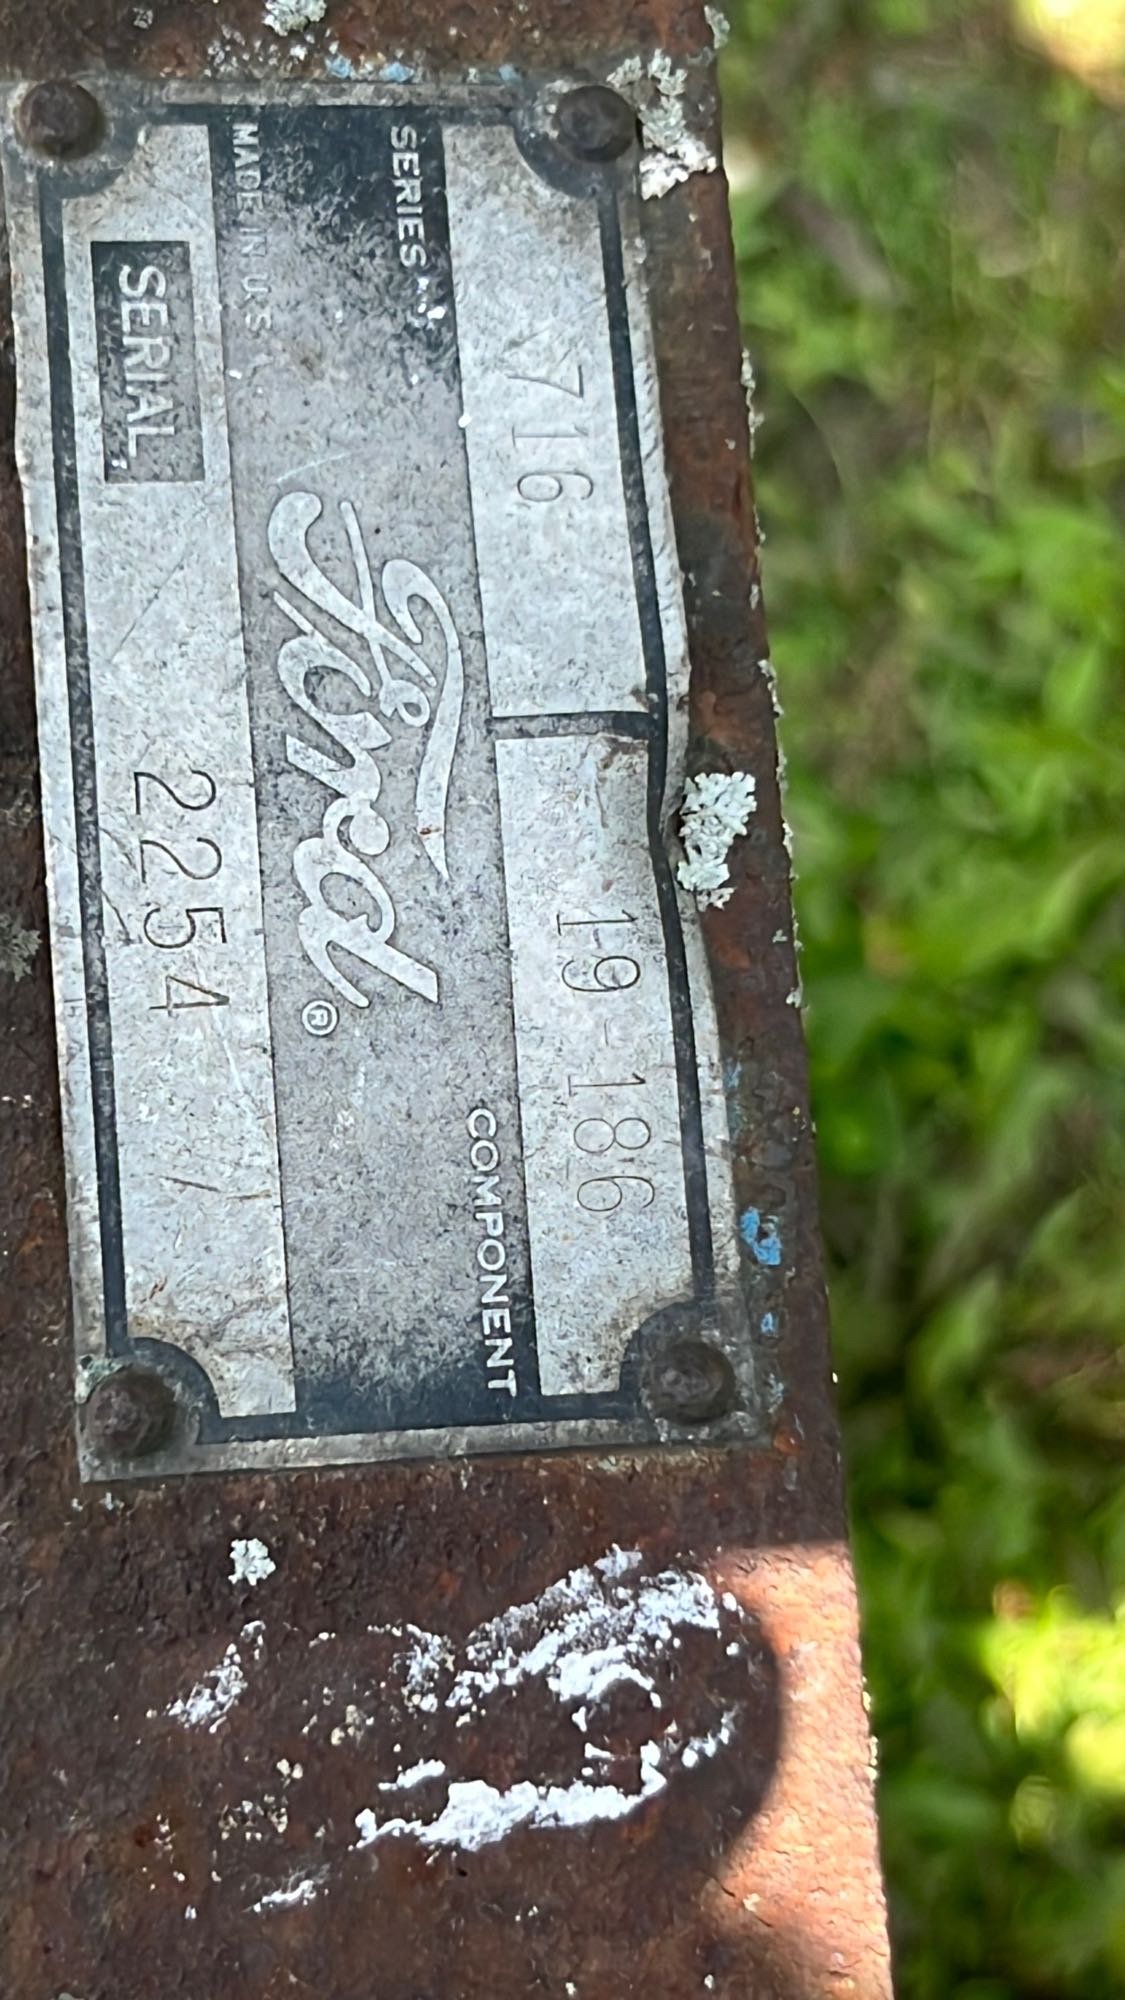 716 19-186
SERIES COMPONENT
Ford®
MADE IN U.S.A.
SERIAL 2254